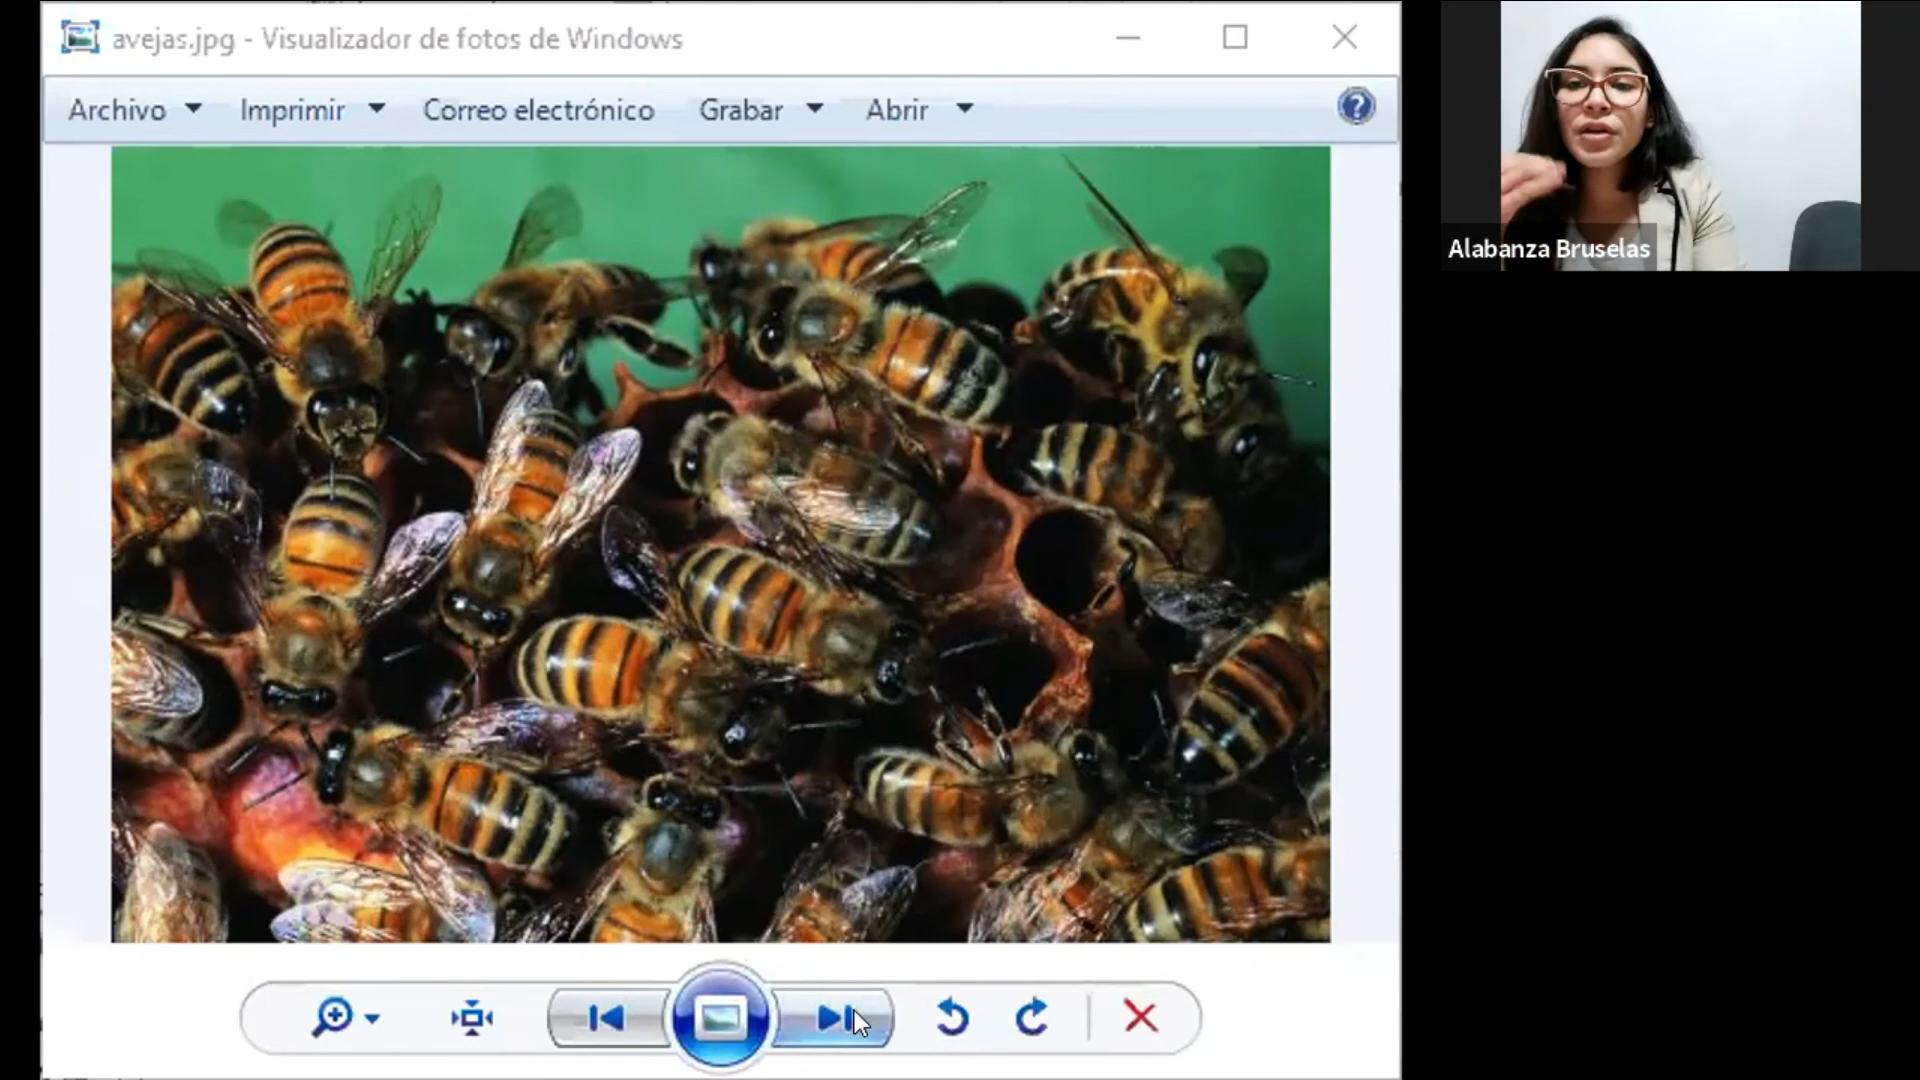 avejas.jpg - Visualizador de fotos de Windows
Archivo Imprimir Correo electrónico Grabar Abrir
Alabanza Bruselas